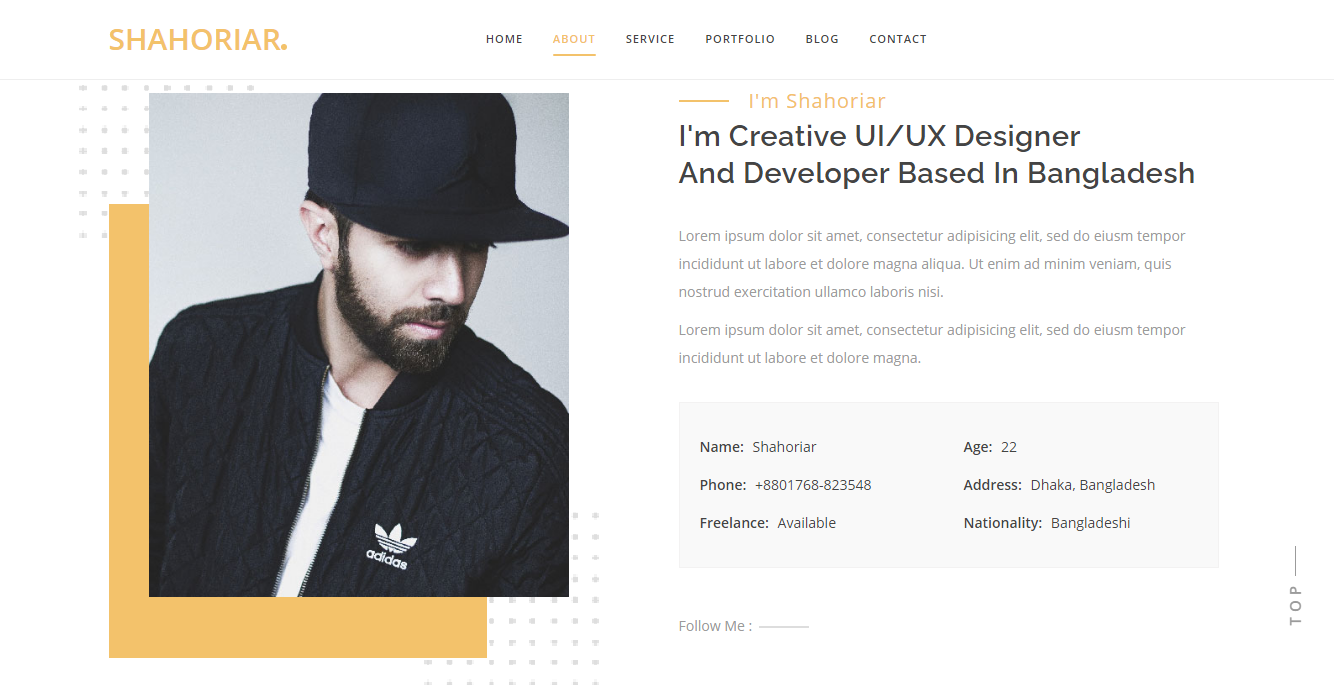 SHAHORIAR.
HOME ABOUT SERVICE PORTFOLIO BLOG CONTACT
I'm Shahoriar
I'm Creative UI/UX Designer
And Developer Based In Bangladesh
Lorem ipsum dolor sit amet, consectetur adipisicing elit, sed do eiusm tempor
incididunt ut labore et dolore magna aliqua. Ut enim ad minim veniam, quis
nostrud exercitation ullamco laboris nisi.
Lorem ipsum dolor sit amet, consectetur adipisicing elit, sed do eiusm tempor
incididunt ut labore et dolore magna.
Name: Shahoriar
Age: 22
Phone: +8801768-823548
Address: Dhaka, Bangladesh
Freelance: Available
Nationality: Bangladeshi
adidas
Follow Me :
TOP